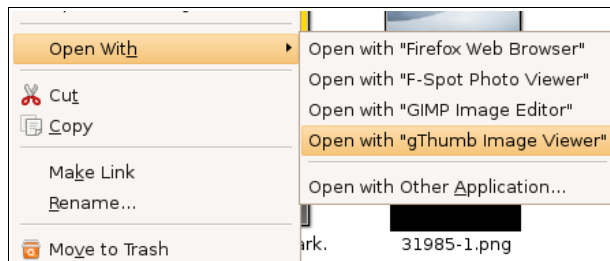 Open With
Open with "Firefox Web Browser"
Open with "F-Spot Photo Viewer"
Cut
Open with "GIMP Image Editor"
Copy
Open with "gThumb Image Viewer"
Make Link
Open with Other Application...
Rename...
Move to Trash
ark.
31985-1.png